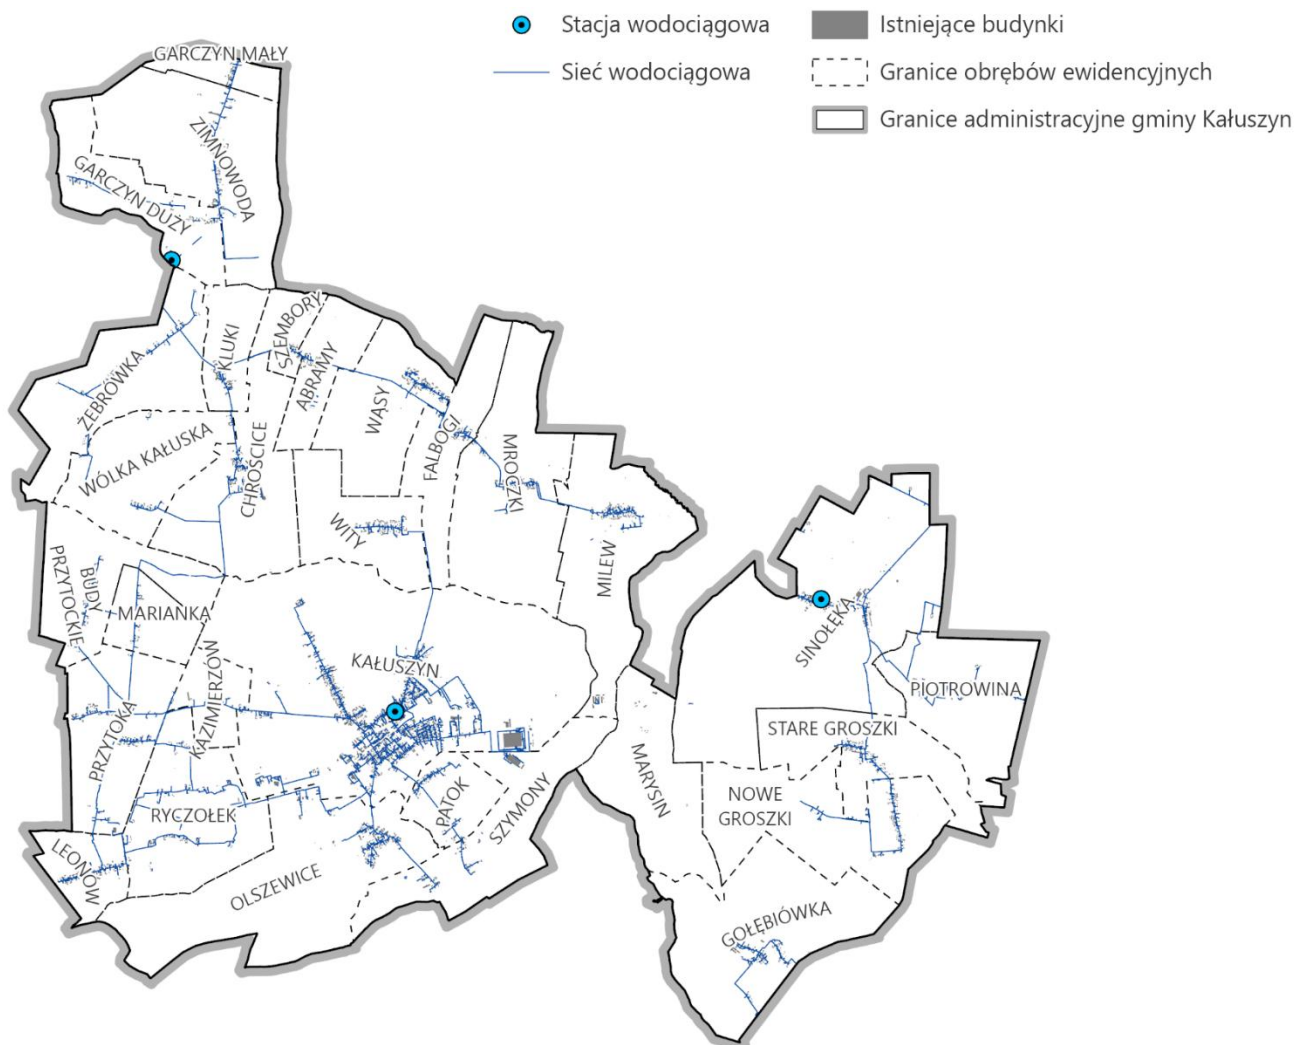 Stacja wodociągowa
Istniejące budynki
Sieć wodociągowa
Granice obrębów ewidencyjnych
Granice administracyjne gminy Kałuszyn
GARCZYN MAŁY
ZIMNOWODA
GARCZYN DUŻY
SZEMBORY
KLUKI
ABRAMY
ŻEBRÓWKA
WĄSY
FALBOGI
MROCZKI
WÓLKA KAŁUSKA
CHROŚCICE
WITY
MILEW
BUDY
PRZYTOCKIE
MARIANKA
SINOŁĘKA
KAŁUSZYN
KAZIMIERZÓW
PIOTROWINA
PRZYTOKA
STARE GROSZKI
MARYSIN
NOWE
GROSZKI
PATOK
SZYMONY
RYCZOŁEK
LEONÓW
OLSZEWICE
GOŁĘBIÓWKA